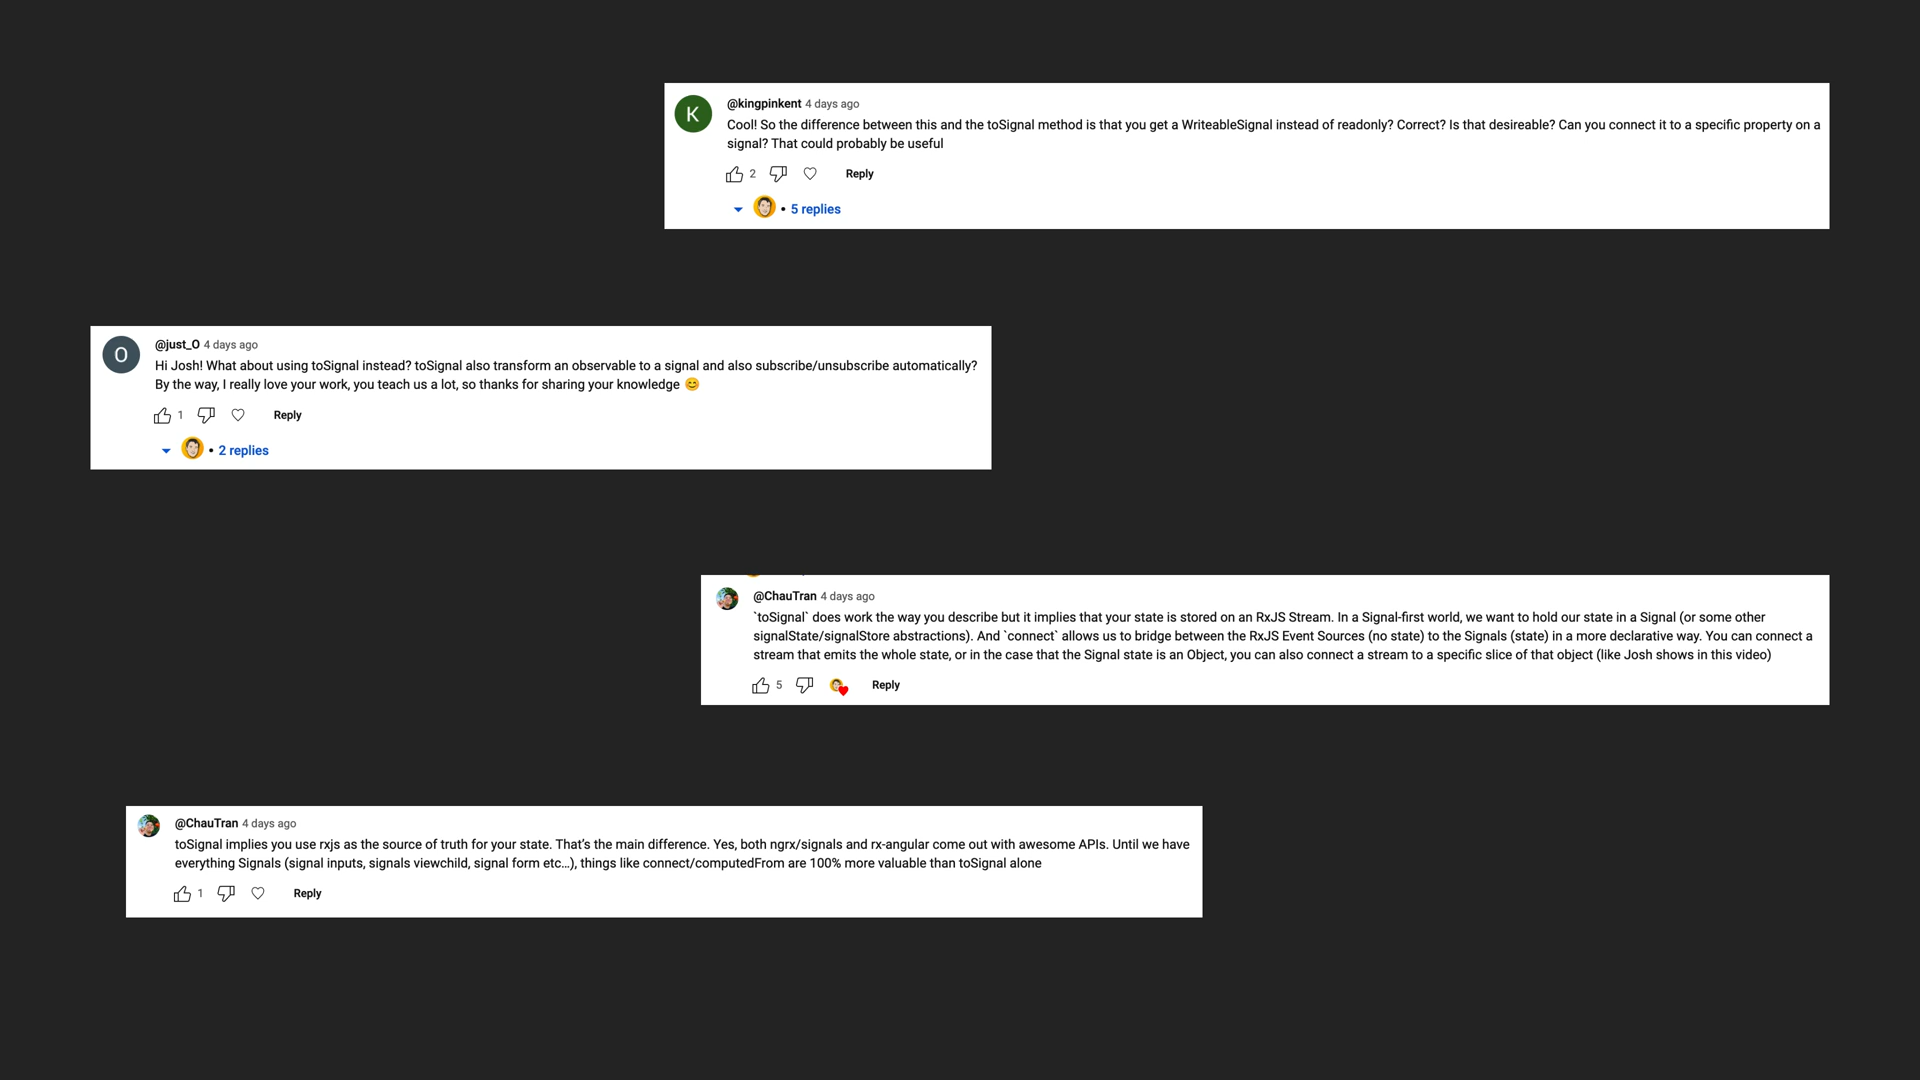 K
@kingpinkent 4 days ago
Cool! So the difference between this and the toSignal method is that you get a WriteableSignal instead of readonly? Correct? Is that desireable? Can you connect it to a specific property on a
signal? That could probably be useful
2 Reply
• 5 replies
O
@just_O 4 days ago
Hi Josh! What about using toSignal instead? toSignal also transform an observable to a signal and also subscribe/unsubscribe automatically?
By the way, I really love your work, you teach us a lot, so thanks for sharing your knowledge 😊
1 Reply
• 2 replies
@ChauTran 4 days ago
`toSignal` does work the way you describe but it implies that your state is stored on an RxJS Stream. In a Signal-first world, we want to hold our state in a Signal (or some other
signalState/signalStore abstractions). And `connect` allows us to bridge between the RxJS Event Sources (no state) to the Signals (state) in a more declarative way. You can connect a
stream that emits the whole state, or in the case that the Signal state is an Object, you can also connect a stream to a specific slice of that object (like Josh shows in this video)
5 Reply
@ChauTran 4 days ago
toSignal implies you use rxjs as the source of truth for your state. That's the main difference. Yes, both ngrx/signals and rx-angular come out with awesome APIs. Until we have
everything Signals (signal inputs, signals viewchild, signal form etc...), things like connect/computedFrom are 100% more valuable than toSignal alone
1 Reply